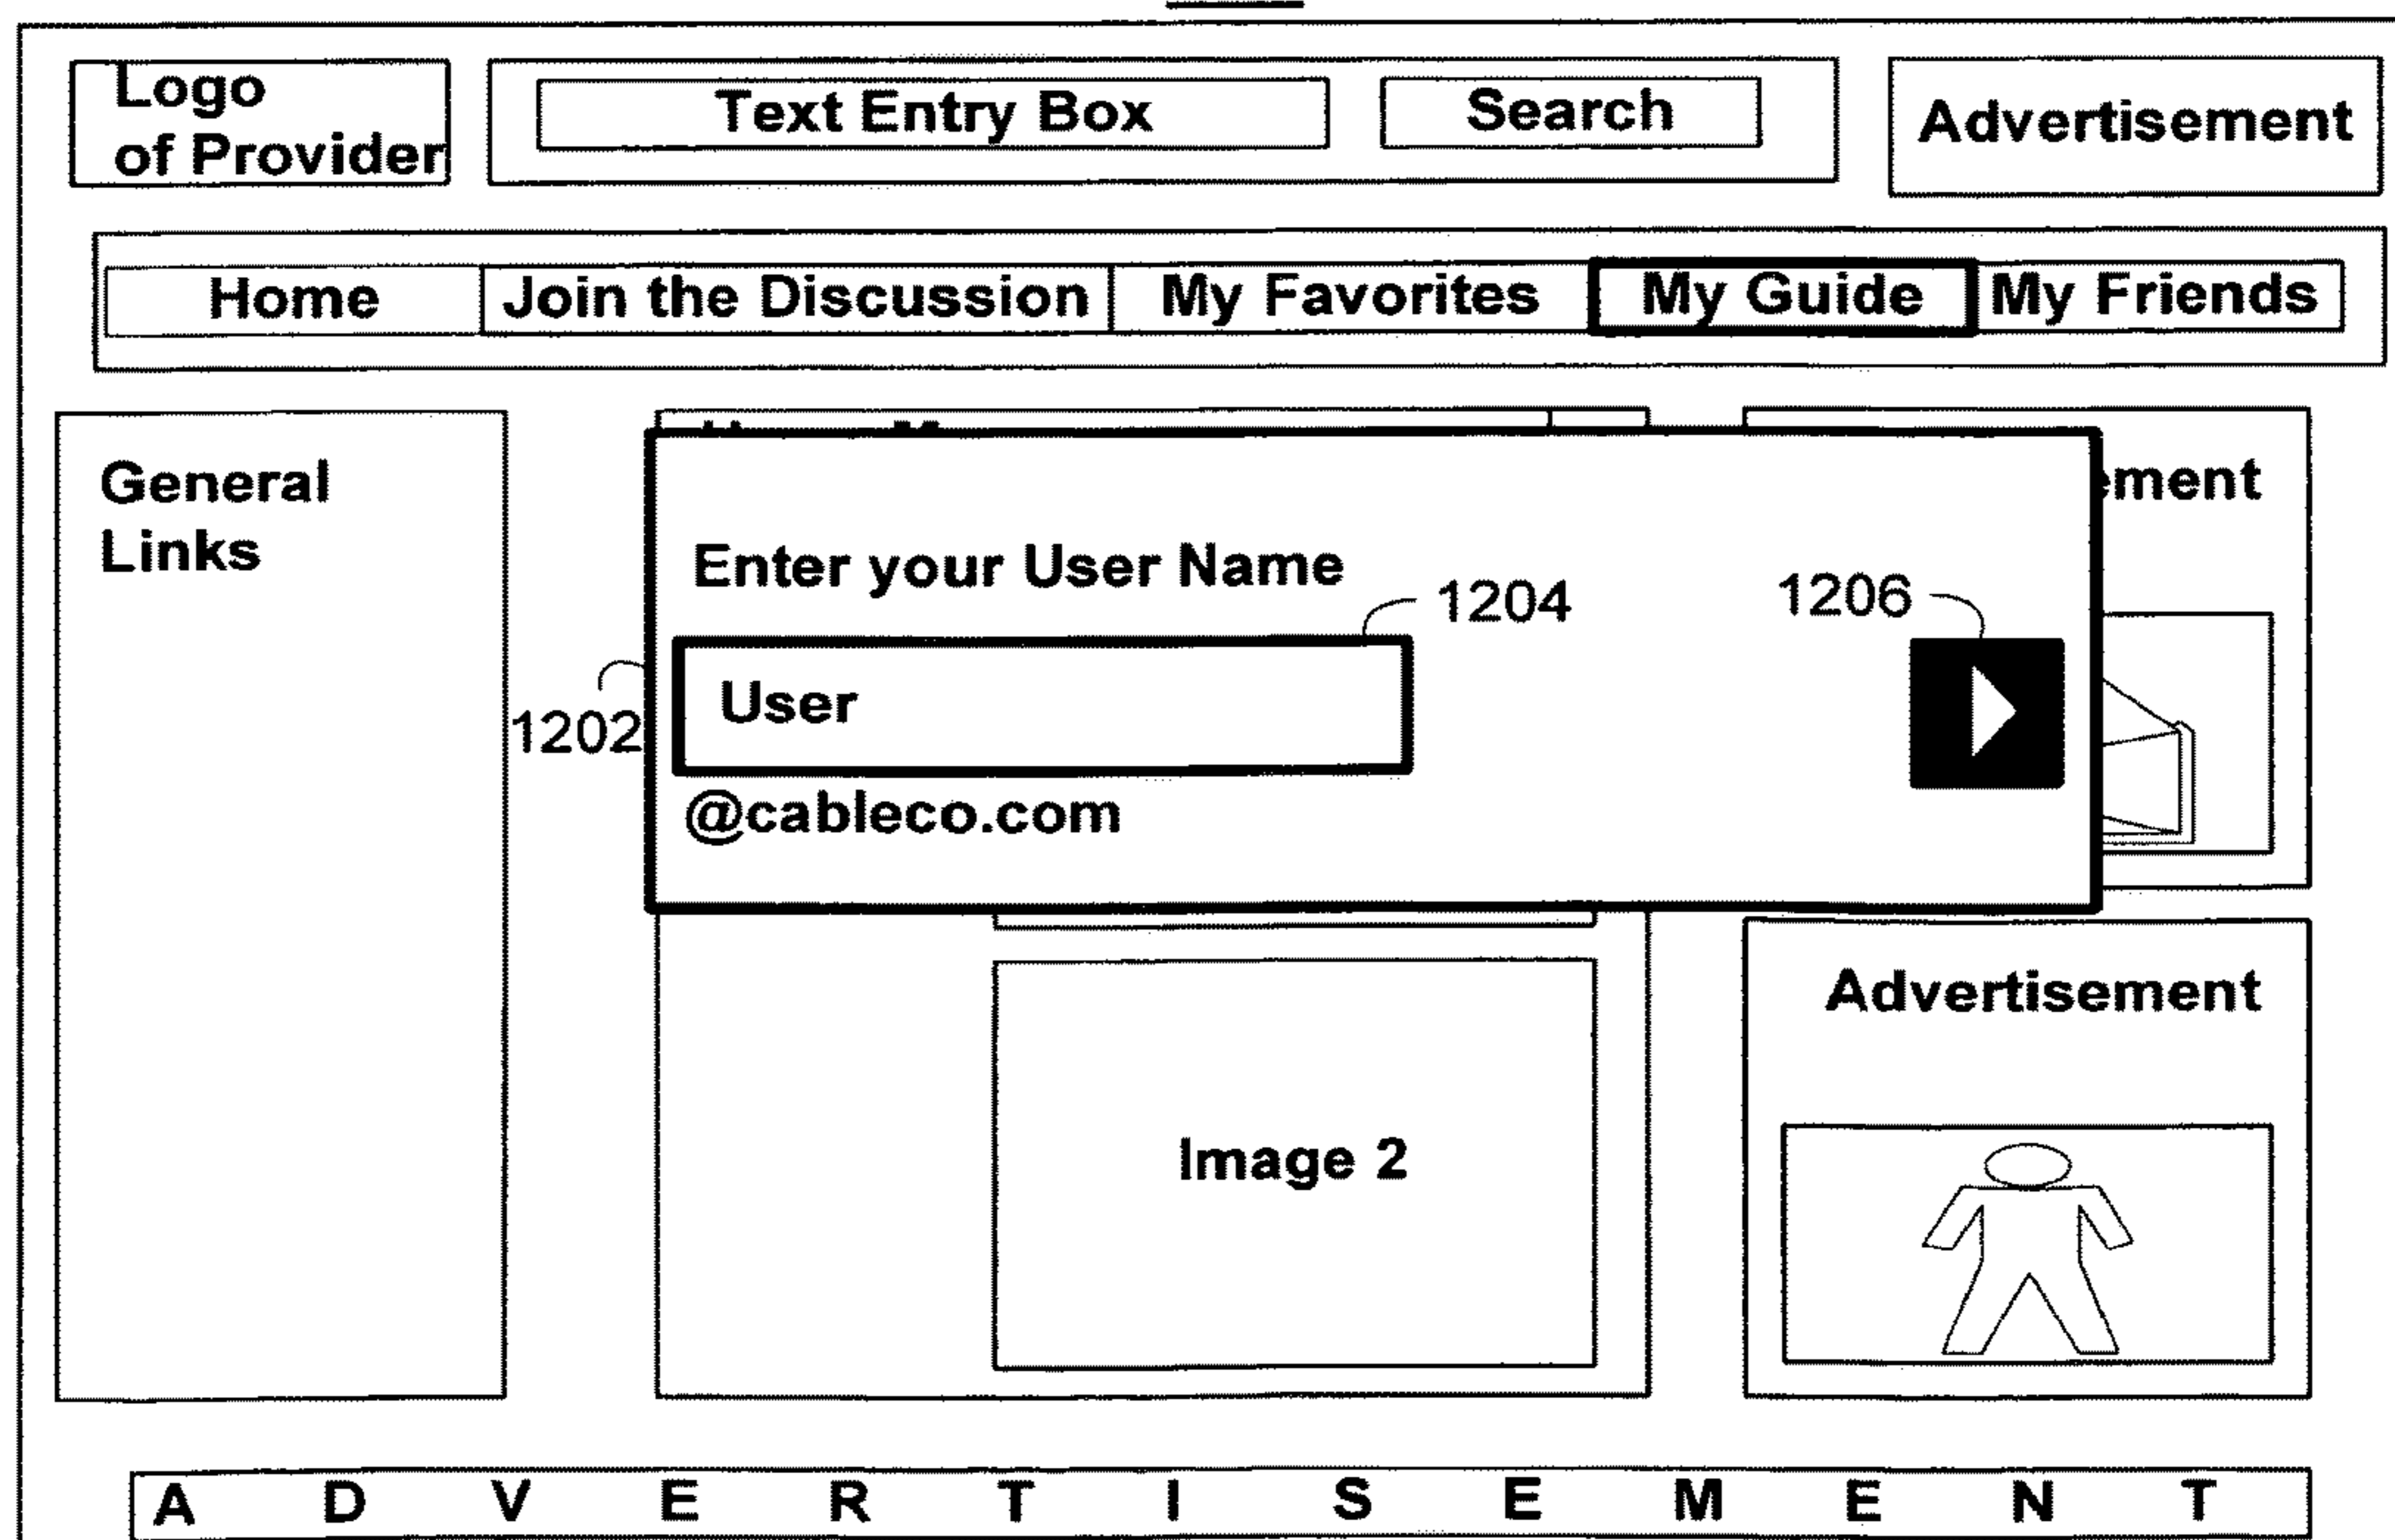 Logo
of Provider
Text Entry Box
Search
Advertisement
Home
Join the Discussion
My Favorites
My Guide
My Friends
General
Links
Enter your User Name
1204
1206
User
1202
@cableco.com
ement
Image 2
Advertisement
A D V E R T I S E M E N T